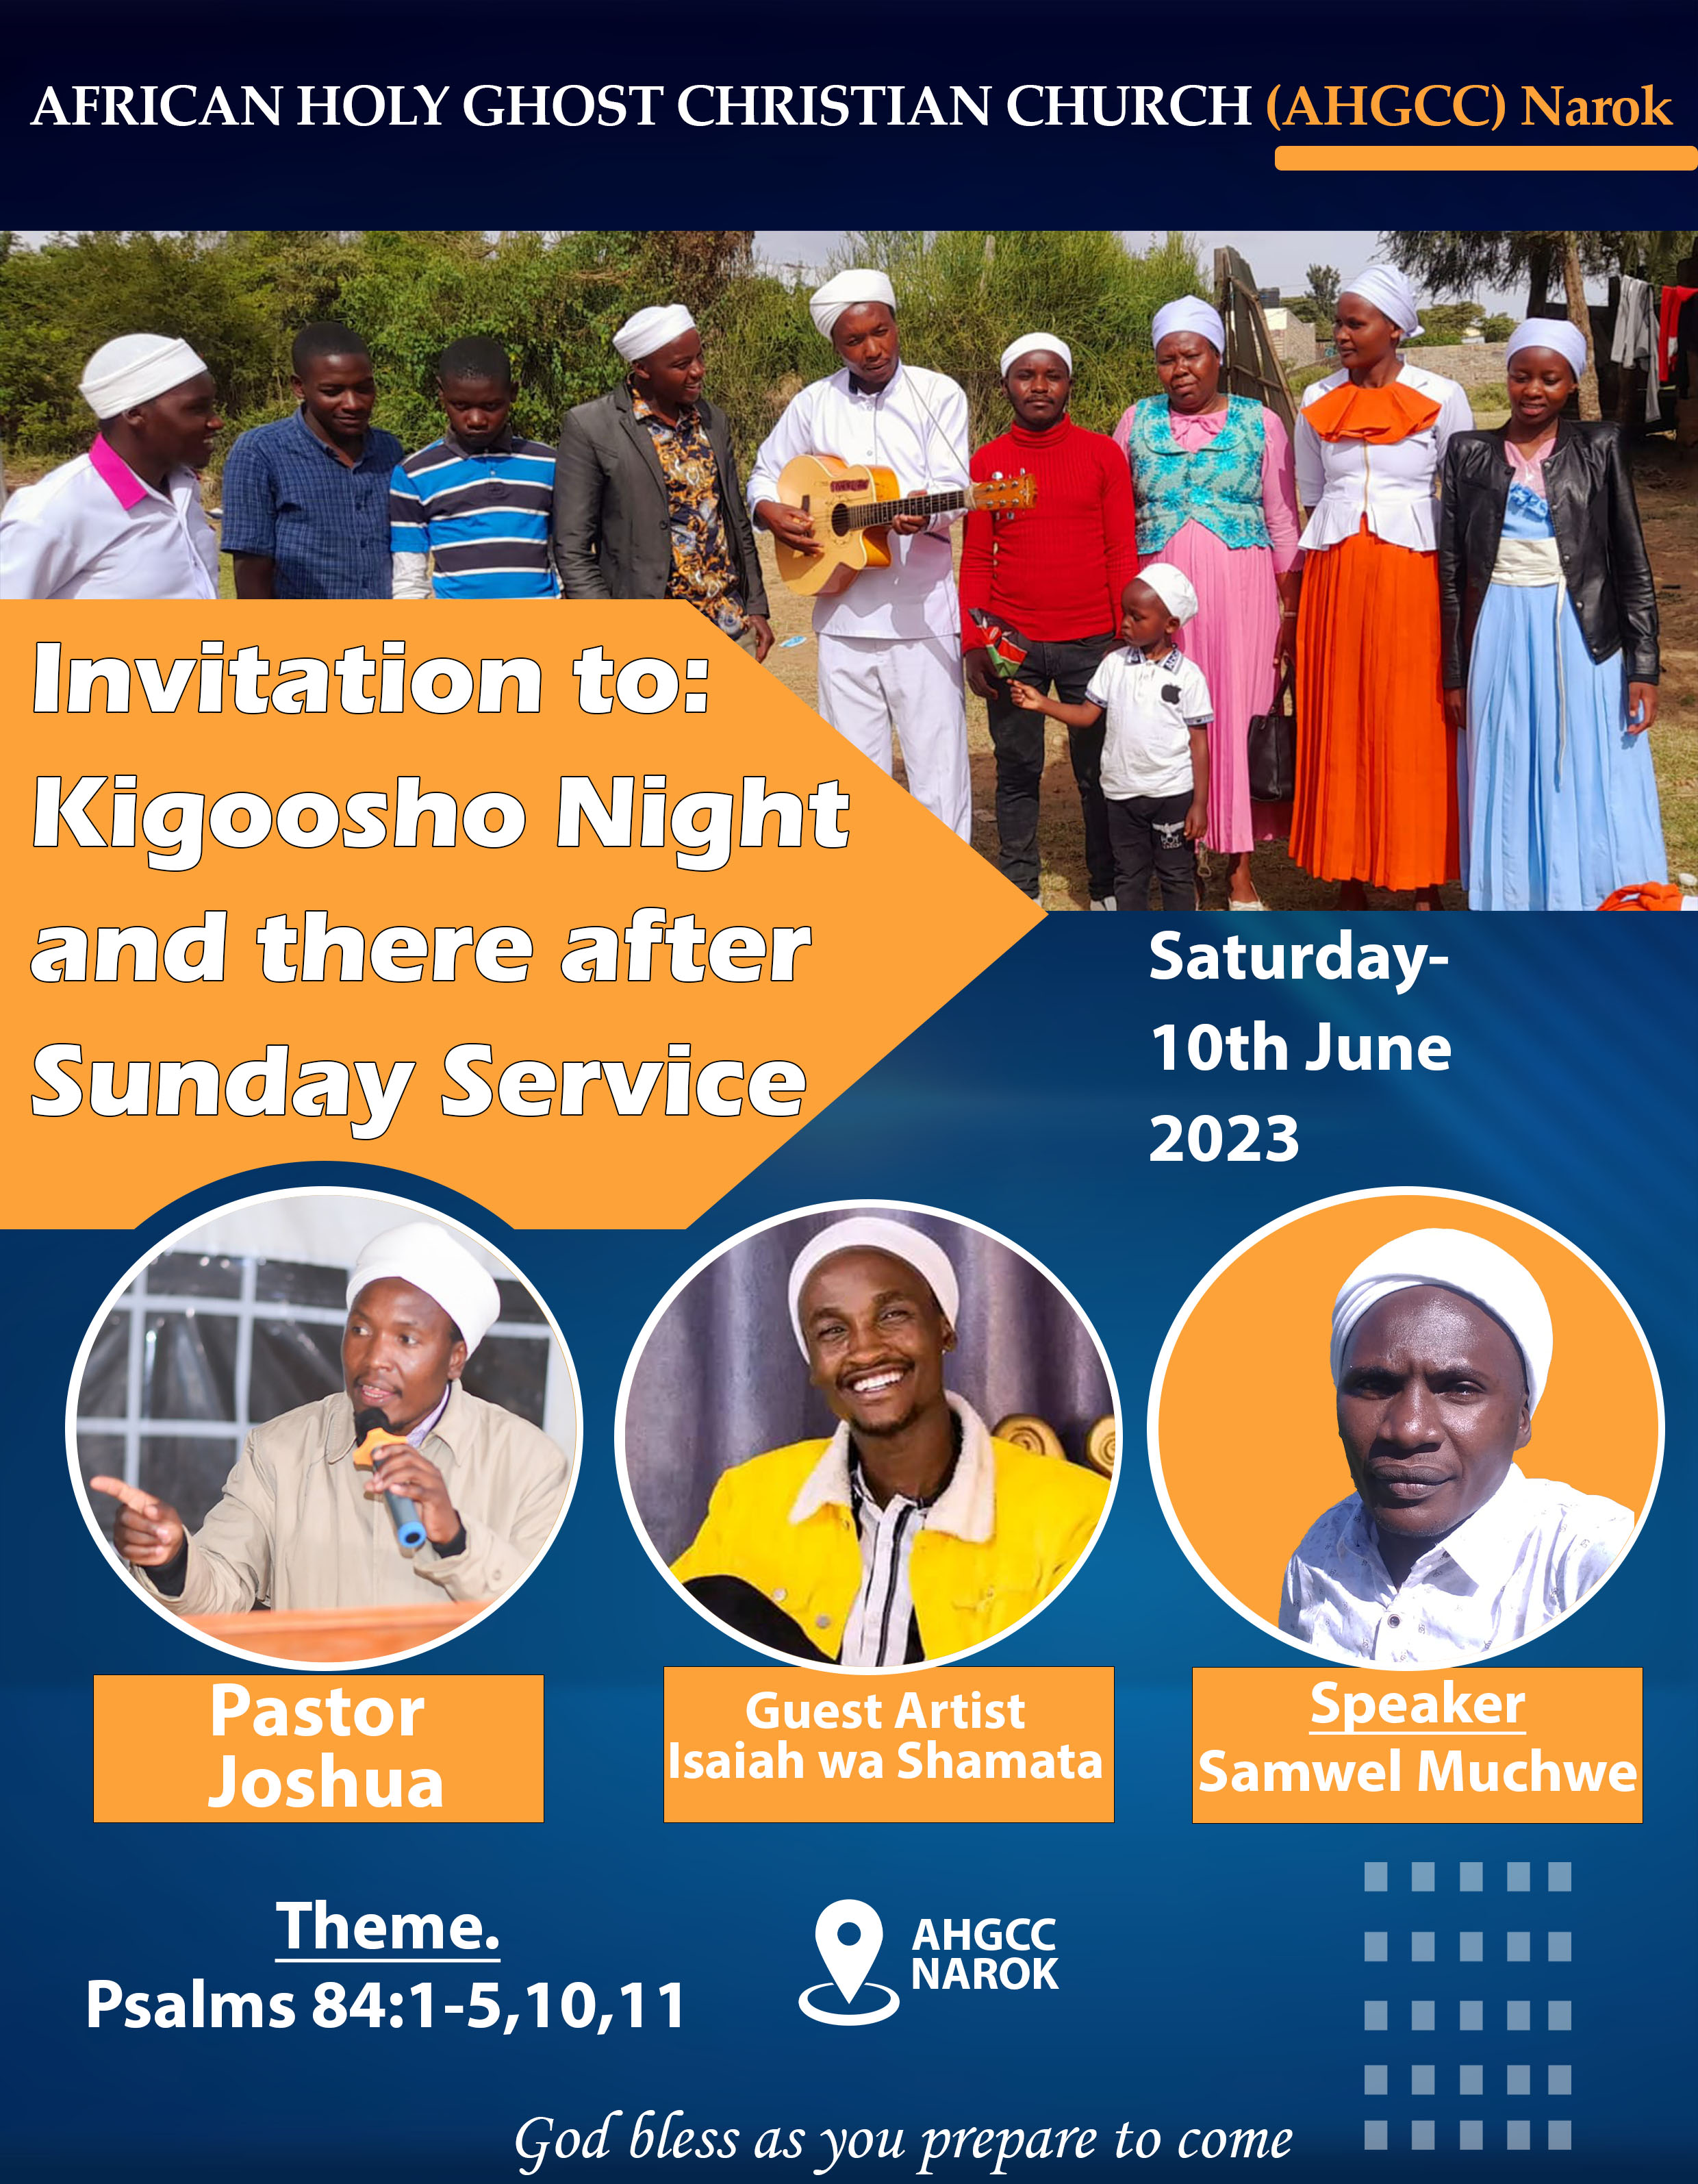 AFRICAN HOLY GHOST CHRISTIAN CHURCH (AHGCC) Narok
Invitation to:
Kigoosho Night
and there after
Sunday Service
Saturday-
10th June
2023
Pastor
Joshua
Guest Artist
Isaiah wa Shamata
Speaker
Samwel Muchwe
Theme.
Psalms 84:1-5,10,11
AHGCC
NAROK
God bless as you prepare to come